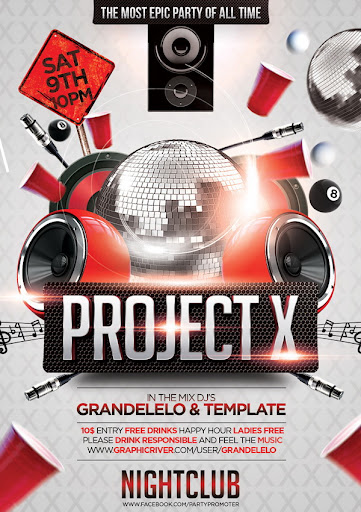 THE MOST EPIC PARTY OF ALL TIME
SAT
9TH
10PM
8
8
PROJECT X
IN THE MIX DJ'S
GRANDELELO & TEMPLATE
10$ ENTRY FREE DRINKS HAPPY HOUR LADIES FREE
PLEASE DRINK RESPONSIBLE AND FEEL THE MUSIC
WWW.GRAPHICRIVER.COM/USER/GRANDELELO
NIGHTCLUB
WWW.FACEBOOK.COM/PARTYPROMOTER